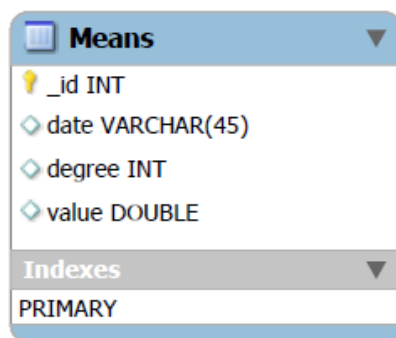 Means
_id INT
date VARCHAR(45)
degree INT
value DOUBLE
Indexes
PRIMARY